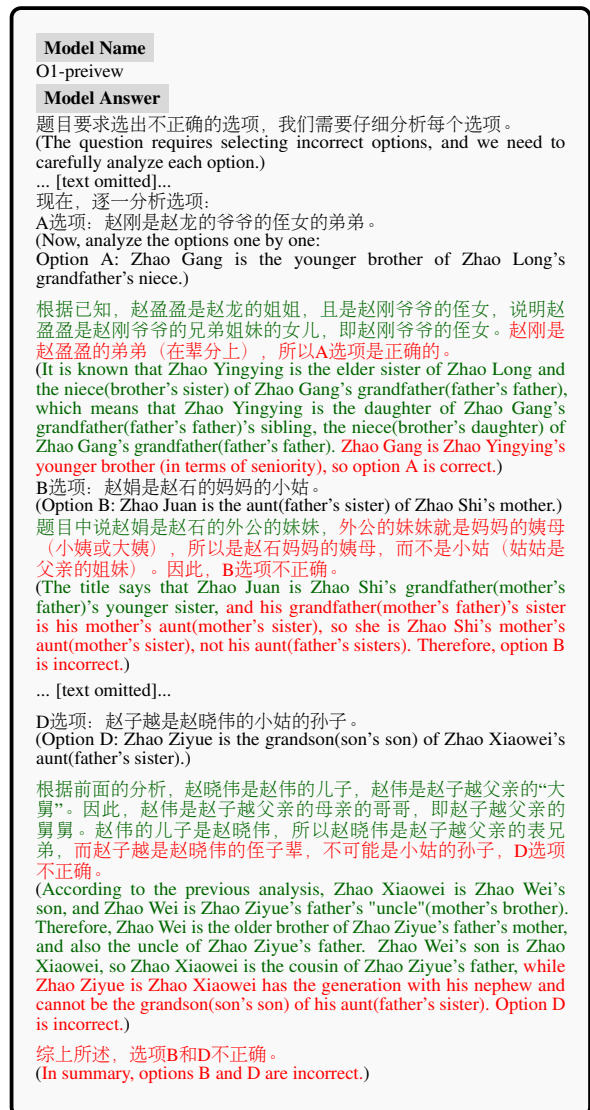 Model Name
O1-preivew
Model Answer
题目要求选出不正确的选项，我们需要仔细分析每个选项。
(The question requires selecting incorrect options, and we need to
carefully analyze each option.)
... [text omitted]...
现在，逐一分析选项:
A选项：赵刚是赵龙的爷爷的侄女的弟弟。
(Now, analyze the options one by one:
Option A: Zhao Gang is the younger brother of Zhao Long's
grandfather's niece.)
根据已知，赵盈盈是赵龙的姐姐，且是赵刚爷爷的侄女，说明赵
盈盈是赵刚爷爷的兄弟姐妹的女儿，即赵刚爷爷的侄女。赵刚是
赵盈盈的弟弟（在辈分上），所以A选项是正确的。
(It is known that Zhao Yingying is the elder sister of Zhao Long and
the niece(brother's sister) of Zhao Gang's grandfather(father's father),
which means that Zhao Yingying is the daughter of Zhao Gang's
grandfather(father's father)'s sibling, the niece(brother's daughter) of
Zhao Gang's grandfather(father's father). Zhao Gang is Zhao Yingying's
younger brother (in terms of seniority), so option A is correct.)
B选项：赵娟是赵石的妈妈的小姑。
(Option B: Zhao Juan is the aunt(father's sister) of Zhao Shi's mother.)
题目中说赵娟是赵石的外公的妹妹，外公的妹妹就是妈妈的姨母
（小姨或大姨），所以是赵石妈妈的姨母，而不是小姑（姑姑是
父亲的姐妹）。因此，B选项不正确。
(The title says that Zhao Juan is Zhao Shi's grandfather(mother's
father)'s younger sister, and his grandfather(mother's father)'s sister
is his mother's aunt(mother's sister), so she is Zhao Shi's mother's
aunt(mother's sister), not his aunt(father's sisters). Therefore, option B
is incorrect.)
... [text omitted]...
D选项：赵子越是赵晓伟的小姑的孙子。
(Option D: Zhao Ziyue is the grandson(son's son) of Zhao Xiaowei's
aunt(father's sister).)
根据前面的分析，赵晓伟是赵伟的儿子，赵伟是赵子越父亲的“大
舅”。因此，赵伟是赵子越父亲的母亲的哥哥，即赵子越父亲的
舅舅。赵伟的儿子是赵晓伟，所以赵晓伟是赵子越父亲的表兄
弟，而赵子越是赵晓伟的侄子辈，不可能是小姑的孙子，D选项
不正确。
(According to the previous analysis, Zhao Xiaowei is Zhao Wei's
son, and Zhao Wei is Zhao Ziyue's father's "uncle"(mother's brother).
Therefore, Zhao Wei is the older brother of Zhao Ziyue's father's mother,
and also the uncle of Zhao Ziyue's father. Zhao Wei's son is Zhao
Xiaowei, so Zhao Xiaowei is the cousin of Zhao Ziyue's father, while
Zhao Ziyue is Zhao Xiaowei has the generation with his nephew and
cannot be the grandson(son's son) of his aunt(father's sister). Option D
is incorrect.)
综上所述，选项B和D不正确。
(In summary, options B and D are incorrect.)